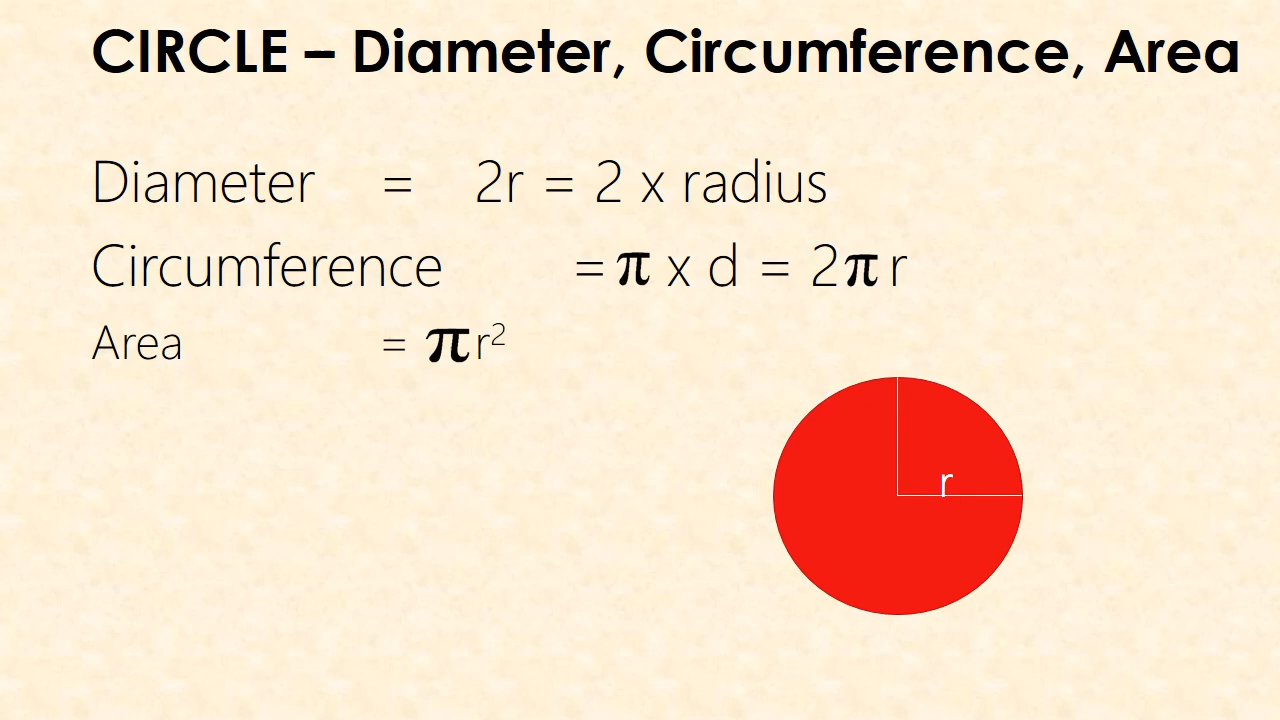 CIRCLE – Diameter, Circumference, Area
Diameter = 2r = 2 x radius
Circumference = π x d = 2π r
Area = π r²
r